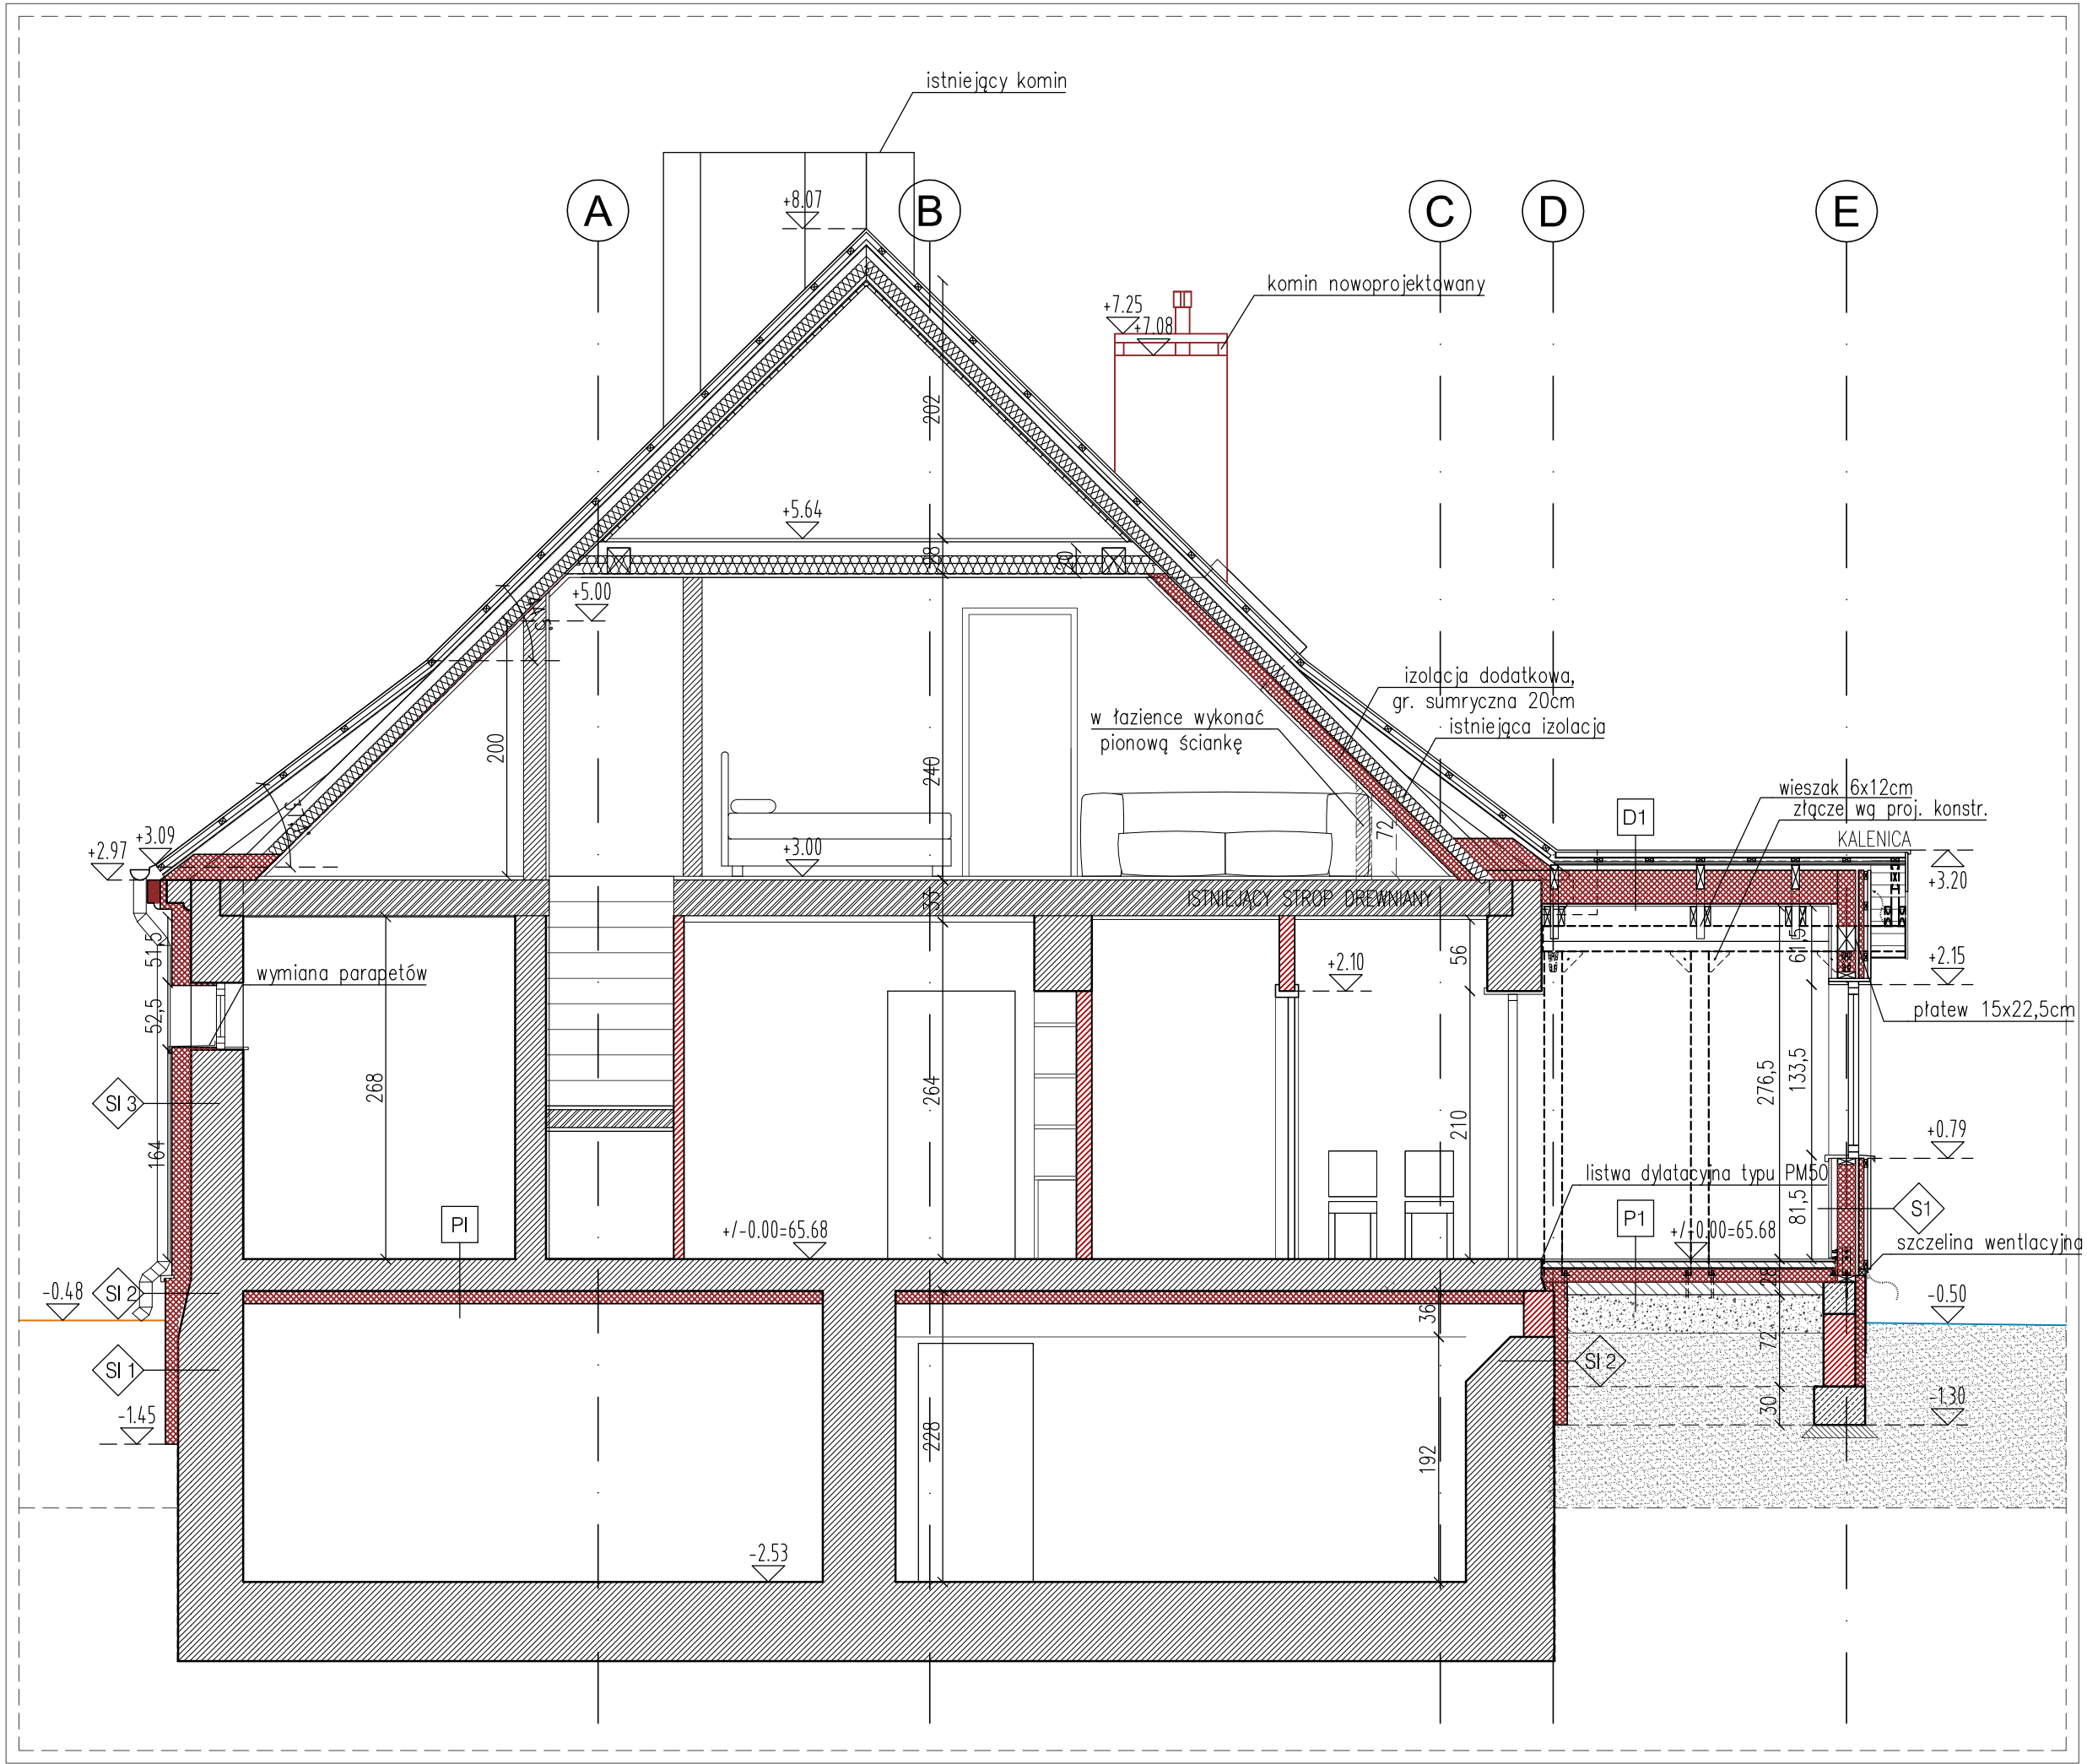 istniejący komin
A
B
C
D
E
+8.07
komin nowoprojektowany
+7.25
+7.08
202
+5.64
28
20
+5.00
izolacja dodatkowa,
gr. sumryczna 20cm
istniejąca izolacja
w łazience wykonać
pionową ściankę
200
240
72
wieszak 6x12cm
złącze wg proj. konstr.
D1
KALENICA
+3.09
+2.97
+3.00
+3.20
33
ISTNIEJĄCY STROP DREWNIANY
51,5
56
61,5
wymiana parapetów
+2.10
+2.15
52,5
płatew 15x22,5cm
268
264
276,5
133,5
SI 3
210
164
+0.79
listwa dylatacyjna typu PM50
PI
P1
81,5
S1
+/-0.00=65.68
+/-0.00=65.68
szczelina wentlacyjna
28
-0.48
SI 2
-0.50
36
72
SI 1
SI 2
-1.45
30
-1.30
228
192
-2.53